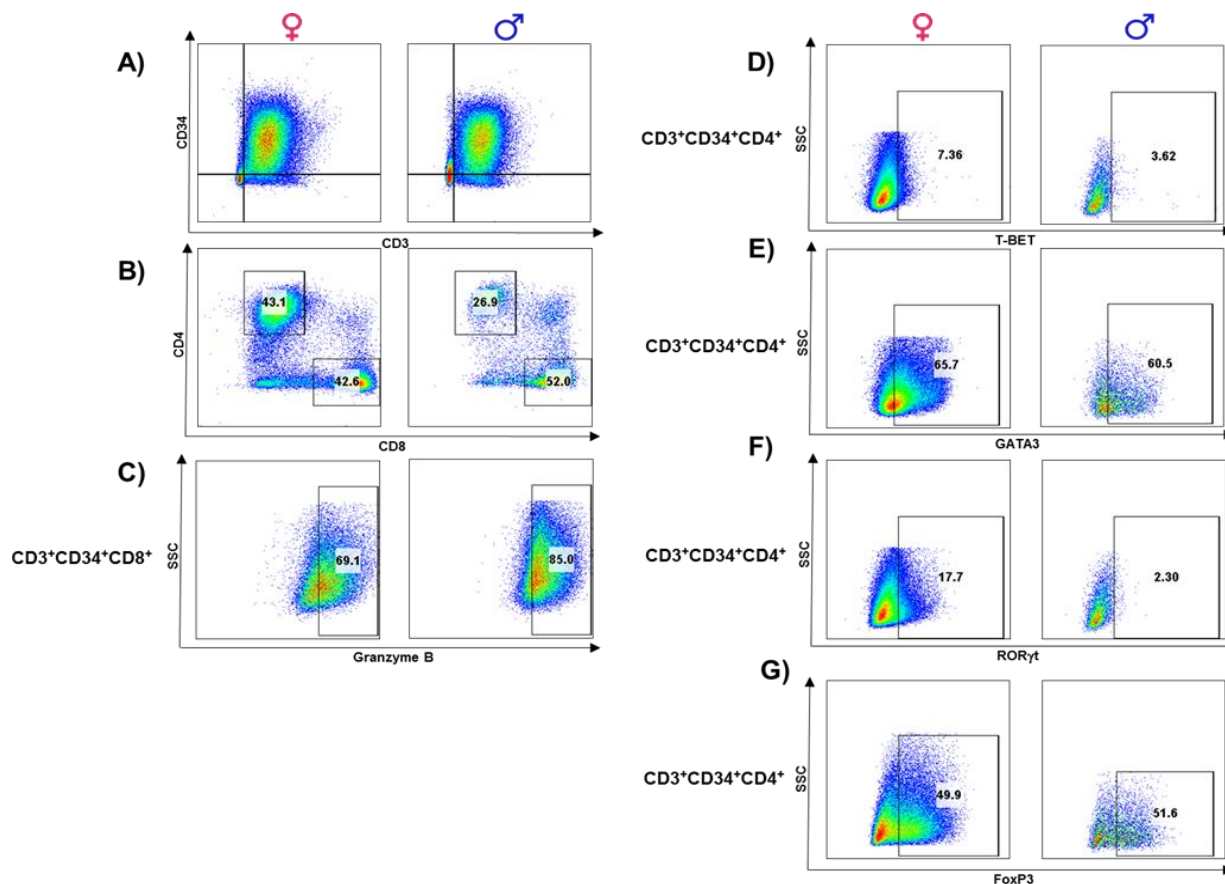 ♀ ♂
A)
CD34
CD3
B)
43.1
42.6
26.9
52.0
CD4
CD8
C)
CD3⁺CD34⁺CD8⁺
SSC
69.1
85.0
Granzyme B
♀ ♂
D)
CD3⁺CD34⁺CD4⁺
SSC
7.36
3.62
T-BET
E)
CD3⁺CD34⁺CD4⁺
SSC
65.7
60.5
GATA3
F)
CD3⁺CD34⁺CD4⁺
SSC
17.7
2.30
RORγt
G)
CD3⁺CD34⁺CD4⁺
SSC
49.9
51.6
FoxP3